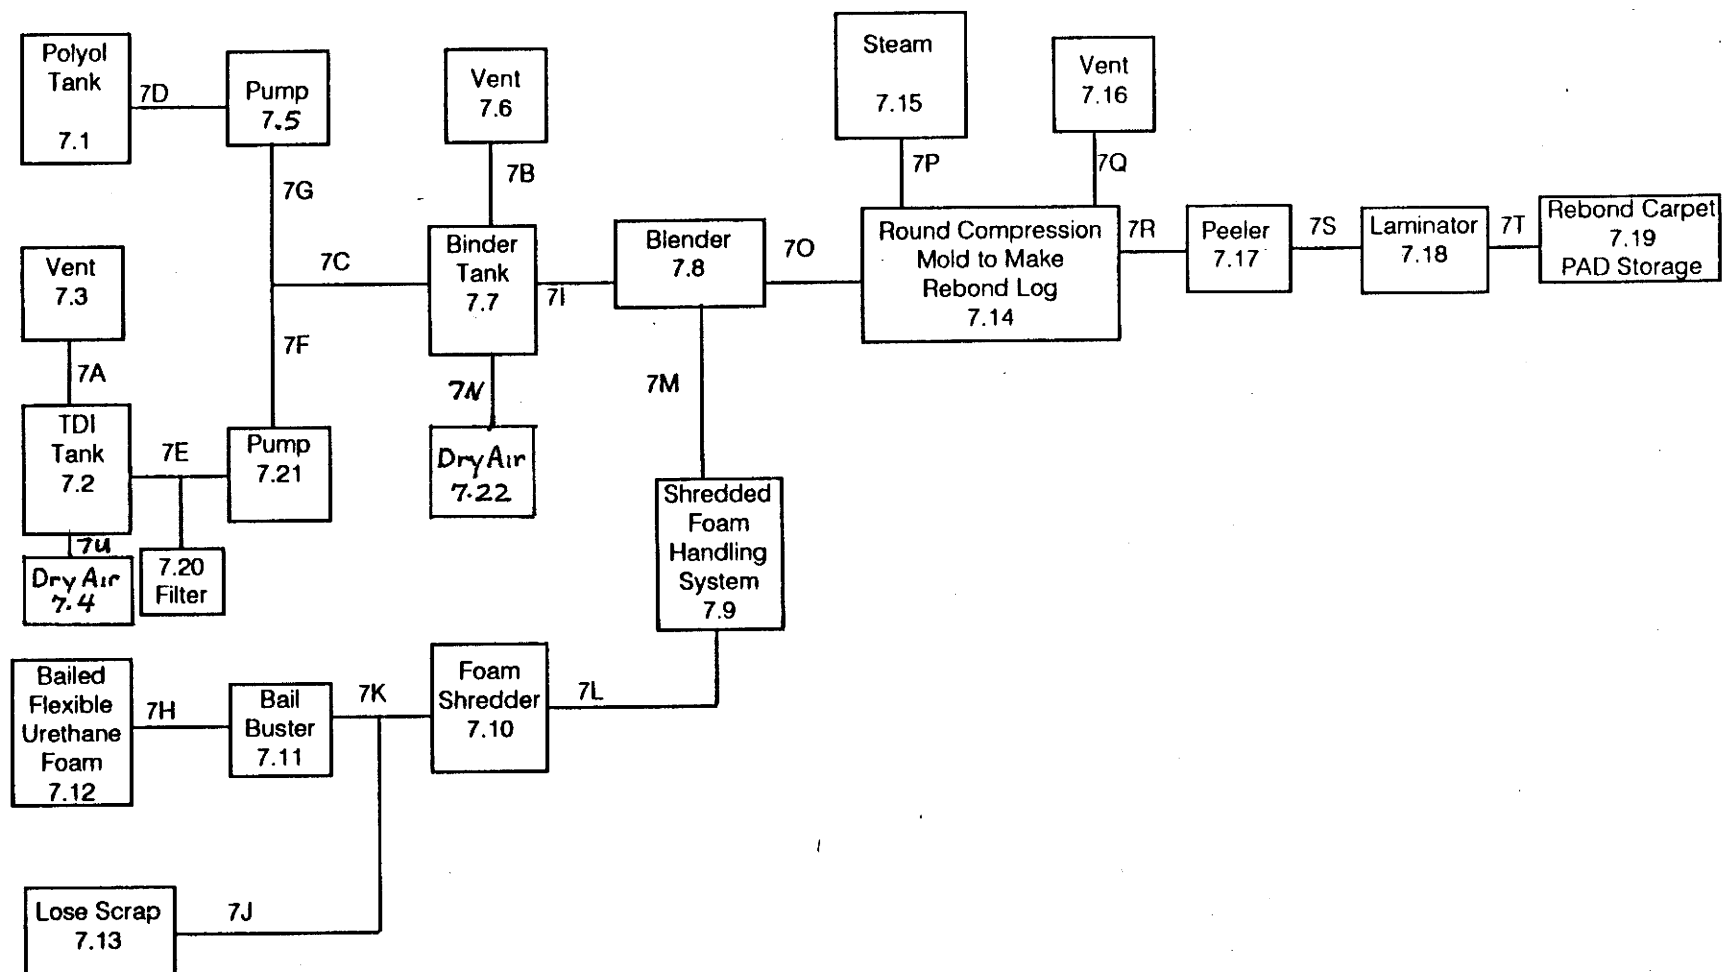 Polyol
Tank
7.1
7D
Pump
7.5
Vent
7.6
Steam
7.15
Vent
7.16
7G
7B
7P
7Q
Vent
7.3
7A
7C
Binder
Tank
7.7
7I
Blender
7.8
7O
Round Compression
Mold to Make
Rebond Log
7.14
7R
Peeler
7.17
7S
Laminator
7.18
7T
Rebond Carpet
7.19
PAD Storage
7F
7N
7M
TDI
Tank
7.2
7E
Pump
7.21
Dry Air
7.22
7U
Dry Air
7.4
7.20
Filter
Shredded
Foam
Handling
System
7.9
Bailed
Flexible
Urethane
Foam
7.12
7H
Bail
Buster
7.11
7K
Foam
Shredder
7.10
7L
Lose Scrap
7.13
7J